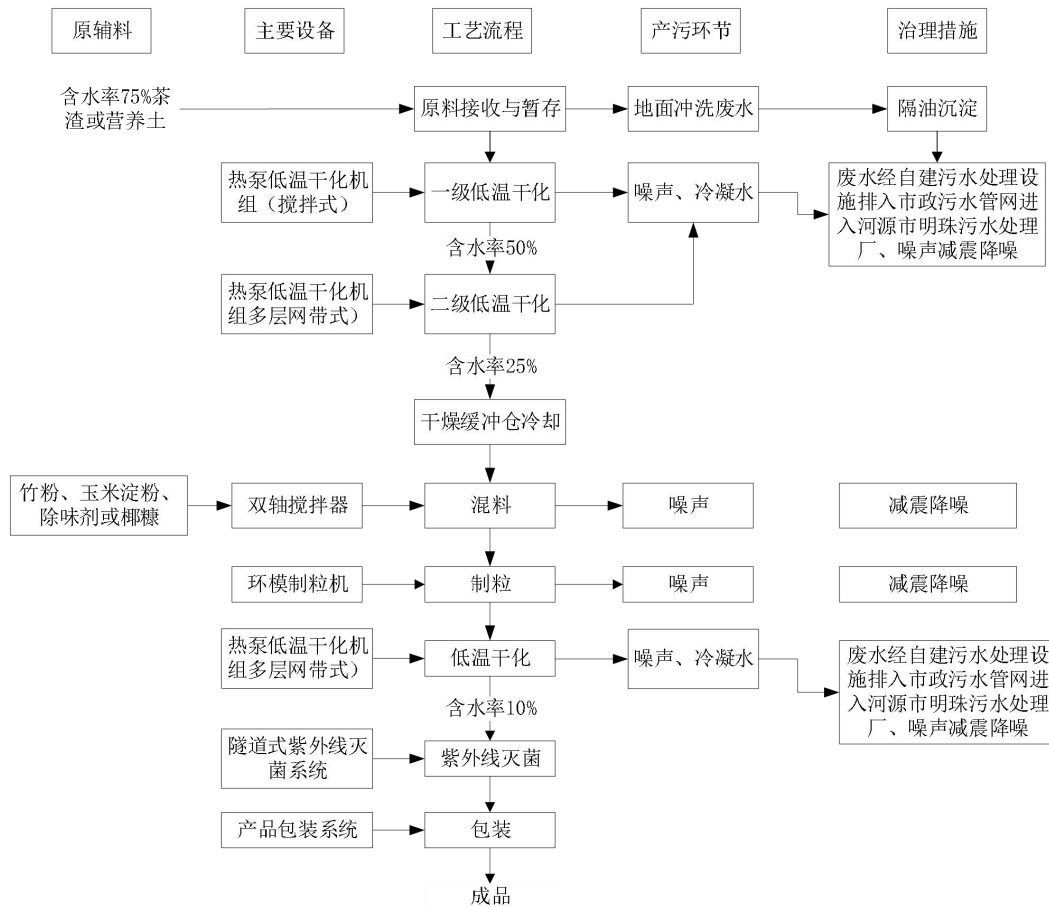 原辅料
主要设备
工艺流程
产污环节
治理措施
含水率75%茶
渣或营养土
原料接收与暂存
地面冲洗废水
隔油沉淀
热泵低温干化机
组（搅拌式）
一级低温干化
噪声、冷凝水
废水经自建污水处理设
施排入市政污水管网进
入河源市明珠污水处理
厂、噪声减震降噪
含水率50%
热泵低温干化机
组多层网带式）
二级低温干化
含水率25%
干燥缓冲仓冷却
竹粉、玉米淀粉、
除味剂或椰糠
双轴搅拌器
混料
噪声
减震降噪
环模制粒机
制粒
噪声
减震降噪
热泵低温干化机
组多层网带式）
低温干化
噪声、冷凝水
废水经自建污水处理设
施排入市政污水管网进
入河源市明珠污水处理
厂、噪声减震降噪
含水率10%
隧道式紫外线灭
菌系统
紫外线灭菌
产品包装系统
包装
成品